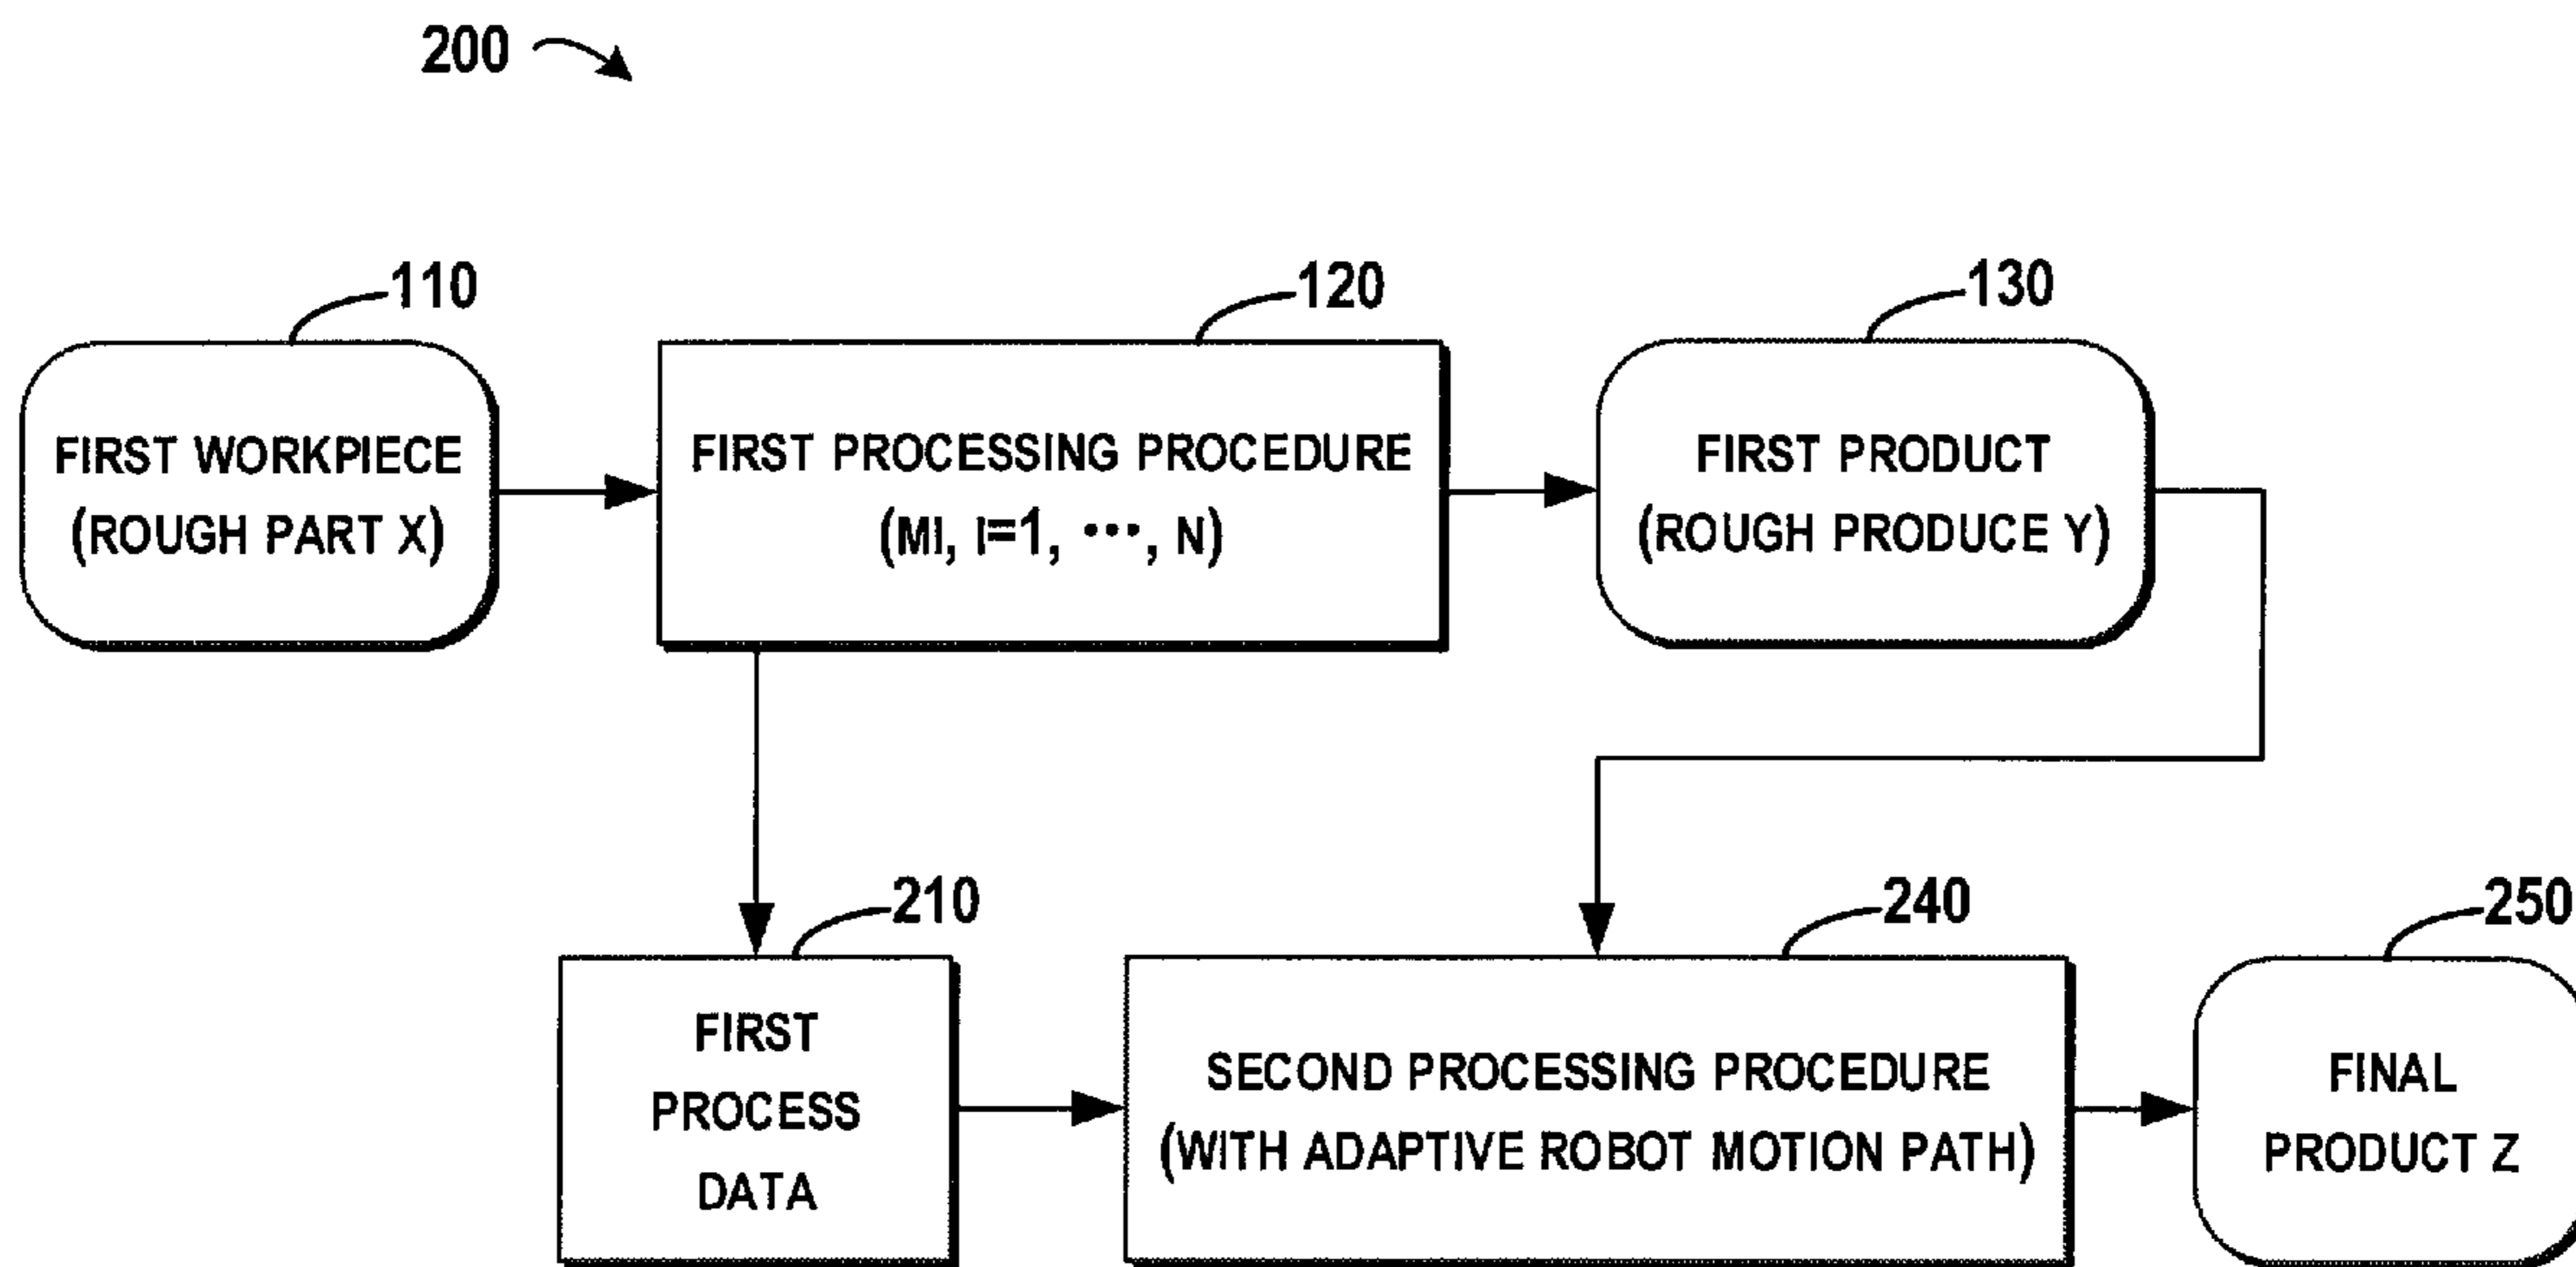 200
110
120
130
FIRST WORKPIECE
(ROUGH PART X)
FIRST PROCESSING PROCEDURE
(MI, I=1, ···, N)
FIRST PRODUCT
(ROUGH PRODUCE Y)
210
240
250
FIRST
PROCESS
DATA
SECOND PROCESSING PROCEDURE
(WITH ADAPTIVE ROBOT MOTION PATH)
FINAL
PRODUCT Z